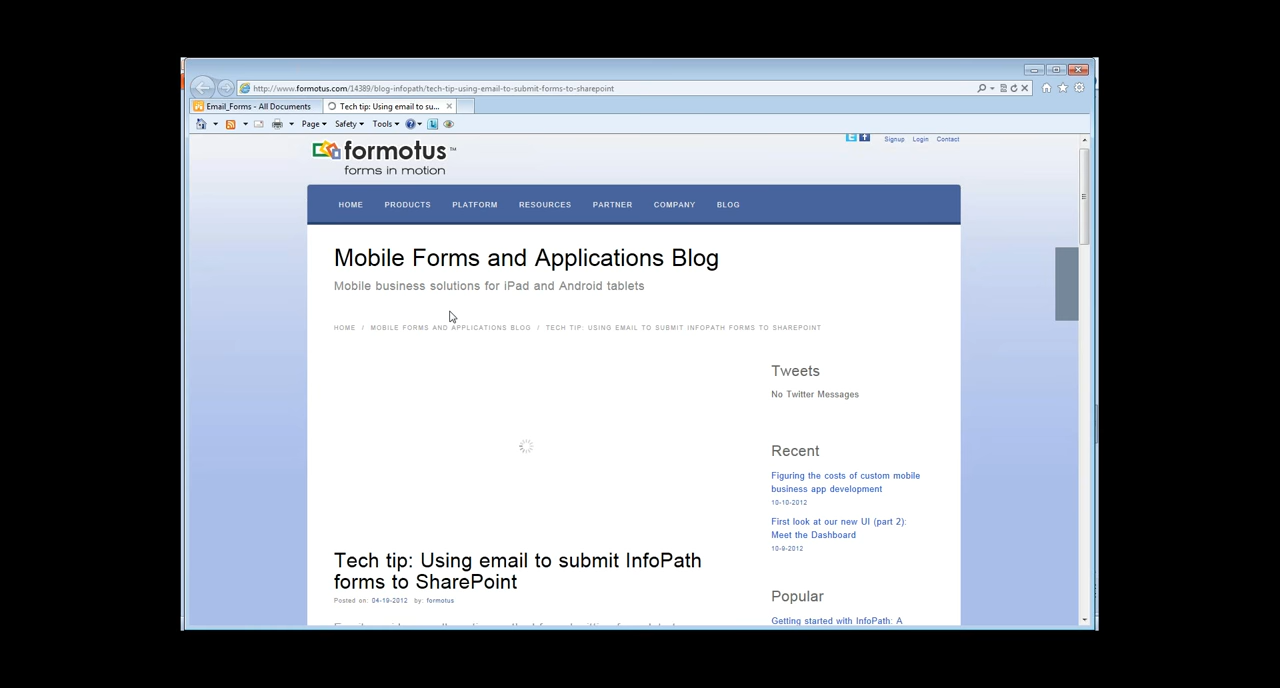 http://www.formotus.com/14389/blog-infopath/tech-tip-using-email-to-submit-forms-to-sharepoint
Email_Forms - All Documents
Tech tip: Using email to su...
Page
Safety
Tools
formotus™
forms in motion
Signup Login Contact
HOME PRODUCTS PLATFORM RESOURCES PARTNER COMPANY BLOG
Mobile Forms and Applications Blog
Mobile business solutions for iPad and Android tablets
HOME / MOBILE FORMS AND APPLICATIONS BLOG / TECH TIP: USING EMAIL TO SUBMIT INFOPATH FORMS TO SHAREPOINT
Tweets
No Twitter Messages
Recent
Figuring the costs of custom mobile
business app development
10-10-2012
First look at our new UI (part 2):
Meet the Dashboard
10-9-2012
Tech tip: Using email to submit InfoPath
forms to SharePoint
Posted on: 04-19-2012 by: formotus
Popular
Getting started with InfoPath: A